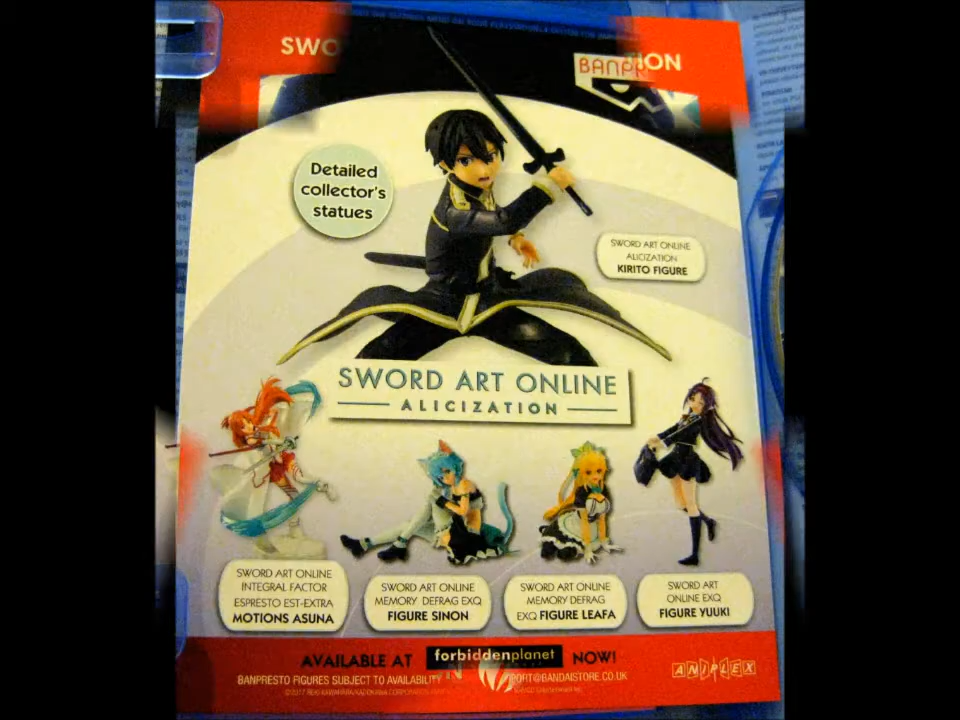 SWO
ION
BANPR
Detailed
collector's
statues
SWORD ART ONLINE
ALICIZATION
KIRITO FIGURE
SWORD ART ONLINE
ALICIZATION
SWORD ART ONLINE
INTEGRAL FACTOR
ESPRESTO EST-EXTRA
MOTIONS ASUNA
SWORD ART ONLINE
MEMORY DEFRAG EXQ
FIGURE SINON
SWORD ART ONLINE
MEMORY DEFRAG
EXQ FIGURE LEAFA
SWORD ART
ONLINE EXQ
FIGURE YUUKI
AVAILABLE AT forbiddenplanet NOW!
BANPRESTO FIGURES SUBJECT TO AVAILABILITY
PORT@BANDAISTORE.CO.UK
ANIPLEX